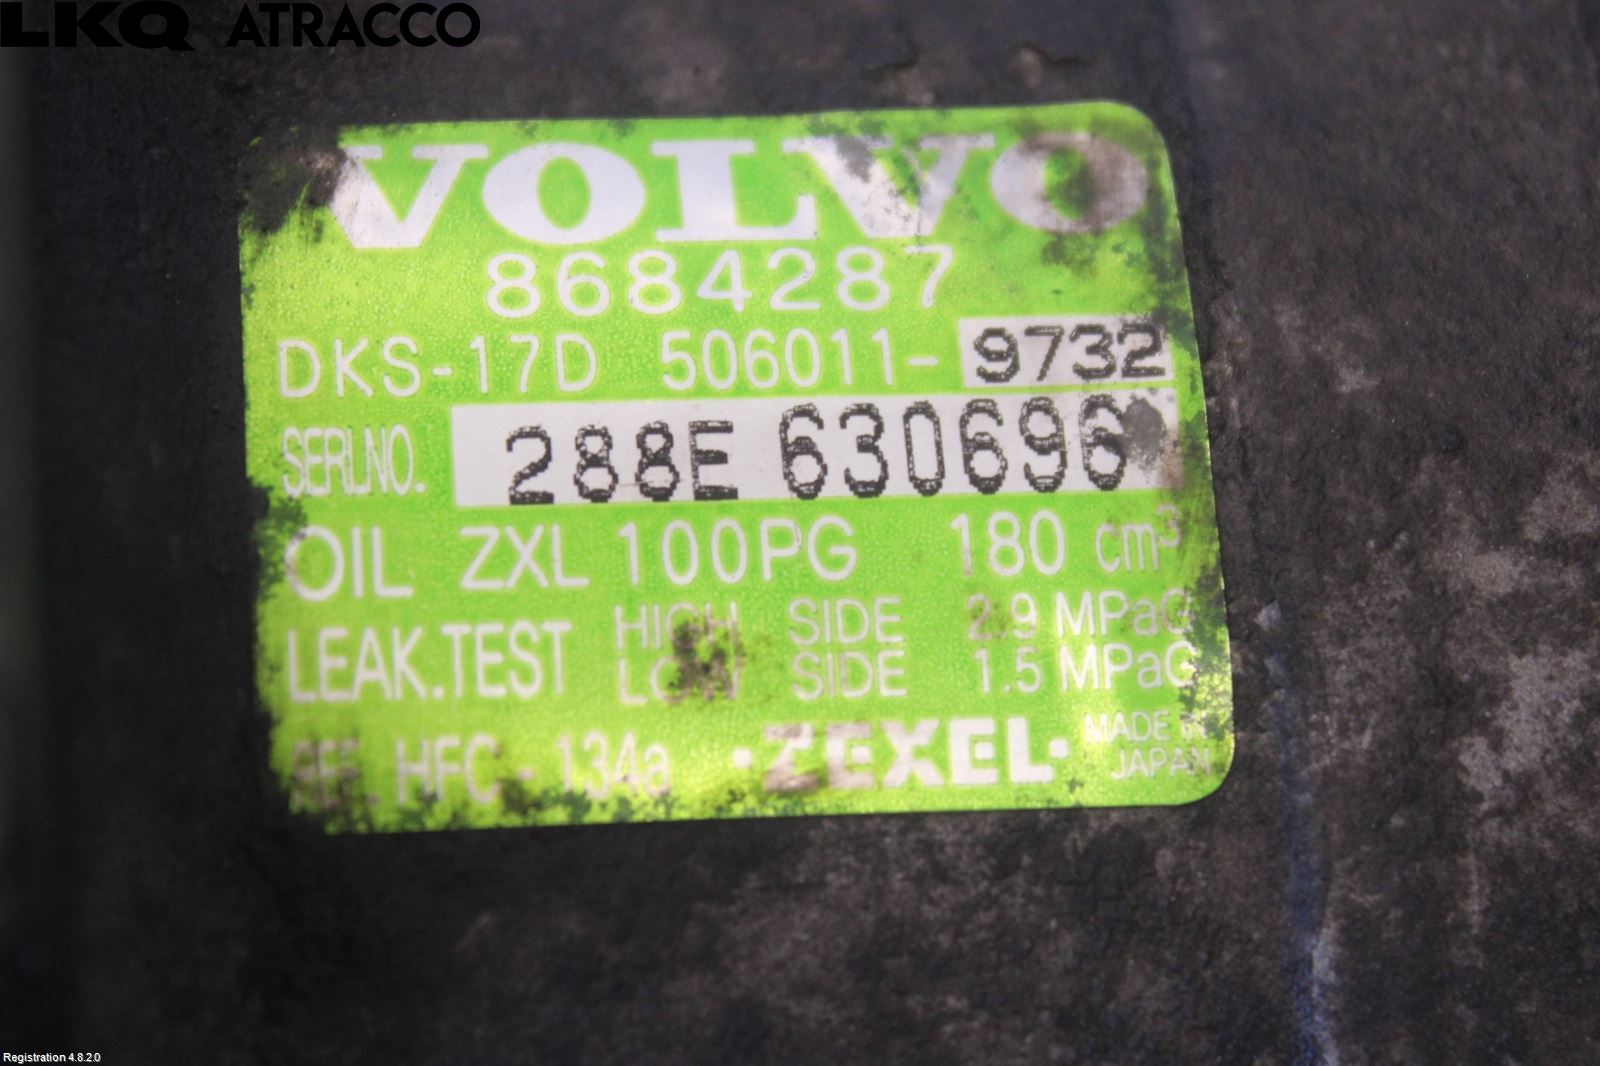 LKQ ATRACCO
VOLVO
8684287
DKS-17D 506011-9732
SERI.NO. 288E 630696
OIL ZXL 100PG 180 cm³
LEAK.TEST HIGH SIDE 2.9 MPaG
LOW SIDE 1.5 MPaG
REF. HFC-134a ·ZEXEL· MADE IN
JAPAN
Registration 4.8.2.0